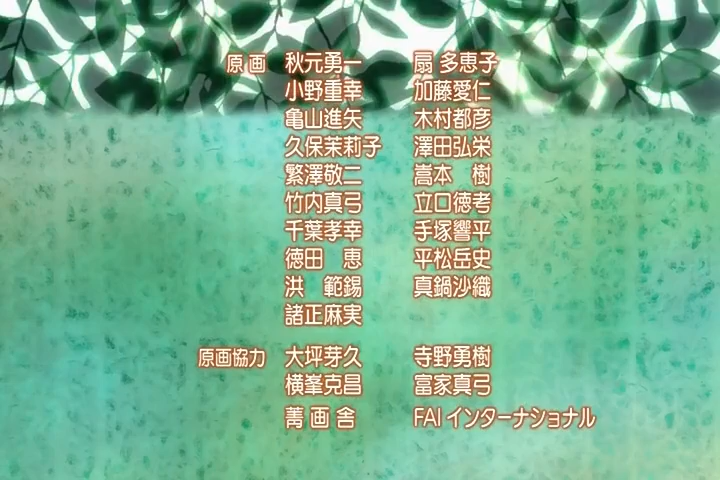 原画 秋元勇一 扇 多恵子
小野重幸 加藤愛仁
亀山進矢 木村都彦
久保茉莉子 澤田弘栄
繁澤敬二 嵩本 樹
竹内真弓 立口徳考
千葉孝幸 手塚響平
徳田 恵 平松岳史
洪 範錫 真鍋沙織
諸正麻実
原画協力 大坪芽久 寺野勇樹
横峯克昌 富家真弓
菁画舎 FAI インターナショナル